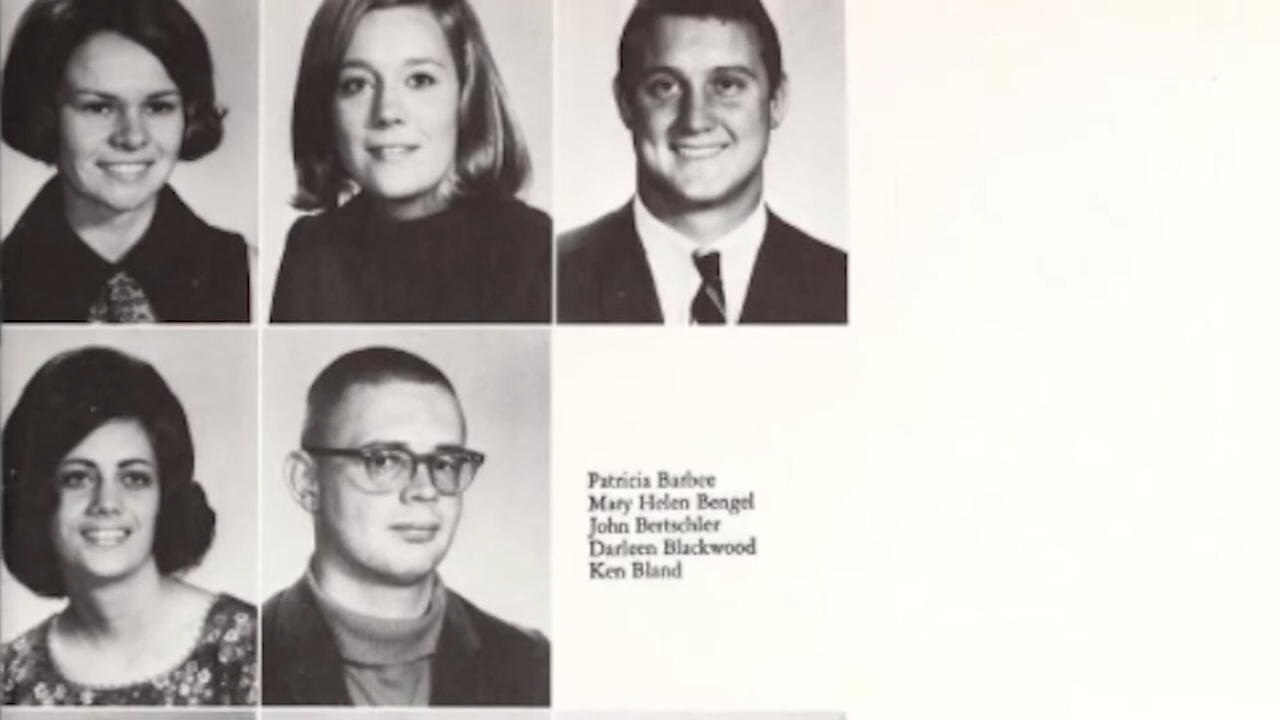 Patricia Barbee
Mary Helen Bengel
John Bertschler
Darleen Blackwood
Ken Bland